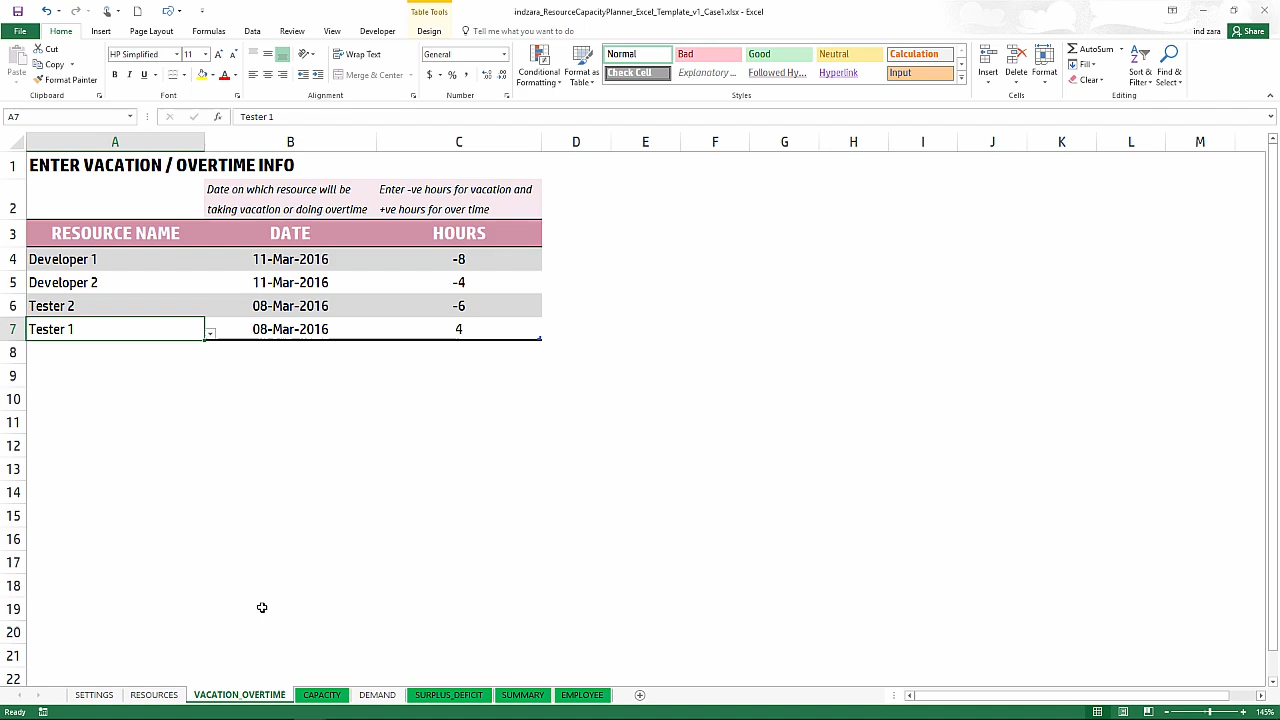 Table Tools
indzara_ResourceCapacityPlanner_Excel_Template_v1_Case1.xlsx - Excel
File Home Insert Page Layout Formulas Data Review View Developer Design Tell me what you want to do ind zara Share
Paste Cut Copy Format Painter Clipboard
HP Simplified 11 B I U A A A Font
Wrap Text Merge & Center Alignment
General $ % , Number
Conditional Formatting Format as Table
Normal Bad Good Neutral Calculation
Check Cell Explanatory ... Followed Hy... Hyperlink Input
Styles
Insert Delete Format Cells
AutoSum Fill Clear Sort & Filter Find & Select Editing
A7 fx Tester 1
A B C D E F G H I J K L M
1 ENTER VACATION / OVERTIME INFO
Date on which resource will be Enter -ve hours for vacation and
2 taking vacation or doing overtime +ve hours for over time
3 RESOURCE NAME DATE HOURS
4 Developer 1 11-Mar-2016 -8
5 Developer 2 11-Mar-2016 -4
6 Tester 2 08-Mar-2016 -6
7 Tester 1 08-Mar-2016 4
8
9
10
11
12
13
14
15
16
17
18
19
20
21
22
SETTINGS RESOURCES VACATION_OVERTIME CAPACITY DEMAND SURPLUS_DEFICIT SUMMARY EMPLOYEE
Ready 145%